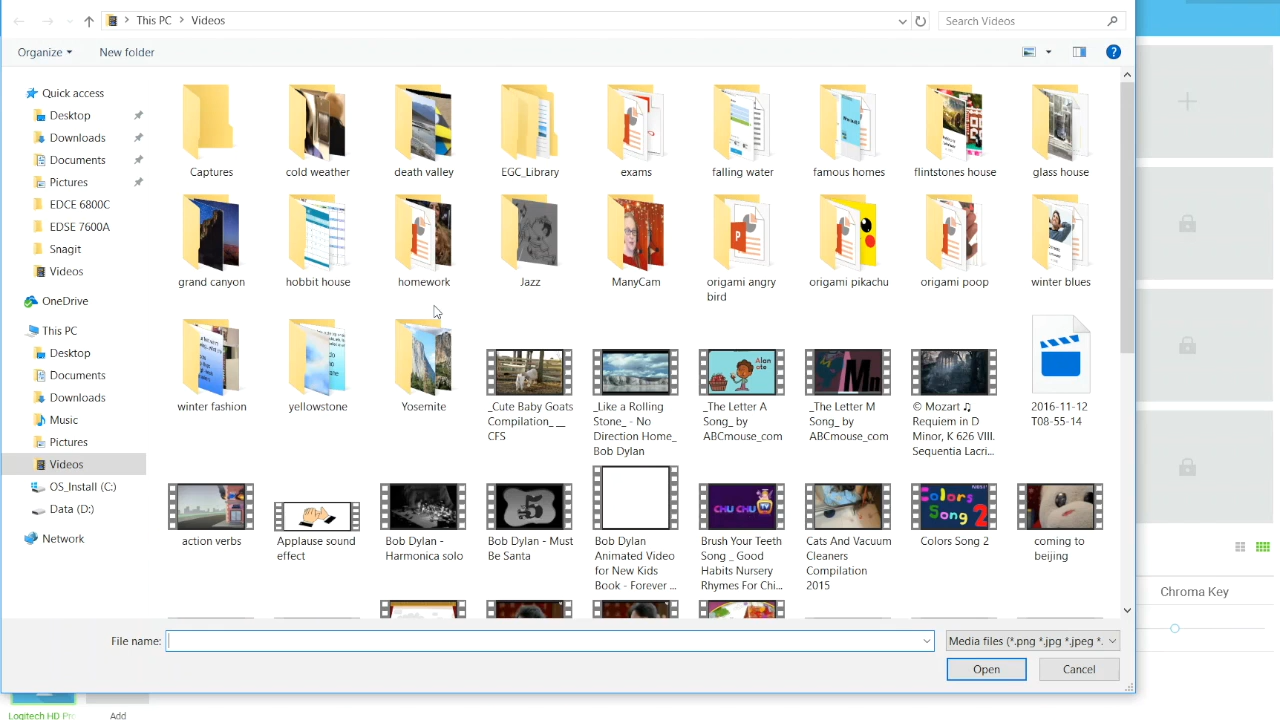 This PC > Videos
Search Videos
Organize
New folder
Quick access
Desktop
Downloads
Documents
Pictures
EDCE 6800C
EDSE 7600A
Snagit
Videos
OneDrive
This PC
Desktop
Documents
Downloads
Music
Pictures
Videos
OS_Install (C:)
Data (D:)
Network
Captures
cold weather
death valley
EGC_Library
exams
falling water
famous homes
flintstones house
glass house
grand canyon
hobbit house
homework
Jazz
ManyCam
origami angry
bird
origami pikachu
origami poop
winter blues
winter fashion
yellowstone
Yosemite
_Cute Baby Goats
Compilation_ __
CFS
_Like a Rolling
Stone_ - No
Direction Home_
Bob Dylan
_The Letter A
Song_ by
ABCmouse_com
_The Letter M
Song_ by
ABCmouse_com
© Mozart ♫
Requiem in D
Minor, K 626 VIII.
Sequentia Lacri...
2016-11-12
T08-55-14
action verbs
Applause sound
effect
Bob Dylan -
Harmonica solo
Bob Dylan - Must
Be Santa
Bob Dylan
Animated Video
for New Kids
Book - Forever ...
Brush Your Teeth
Song _ Good
Habits Nursery
Rhymes For Chi...
Cats And Vacuum
Cleaners
Compilation
2015
Colors Song 2
coming to
beijing
File name:
Media files (*.png *.jpg *.jpeg *.
Open
Cancel
Chroma Key
Logitech HD Pro
Add